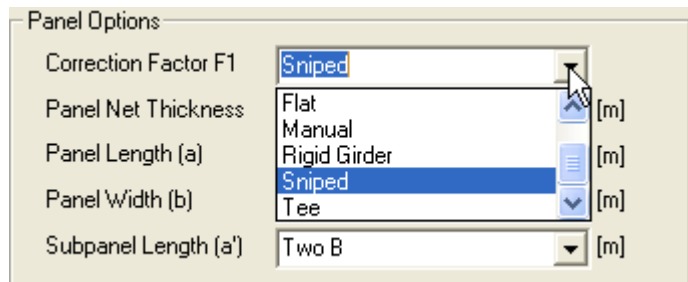 Panel Options
Correction Factor F1 Sniped
Panel Net Thickness [m]
Flat
Manual
Panel Length (a) [m]
Rigid Girder
Sniped
Panel Width (b) [m]
Tee
Subpanel Length (a') Two B [m]